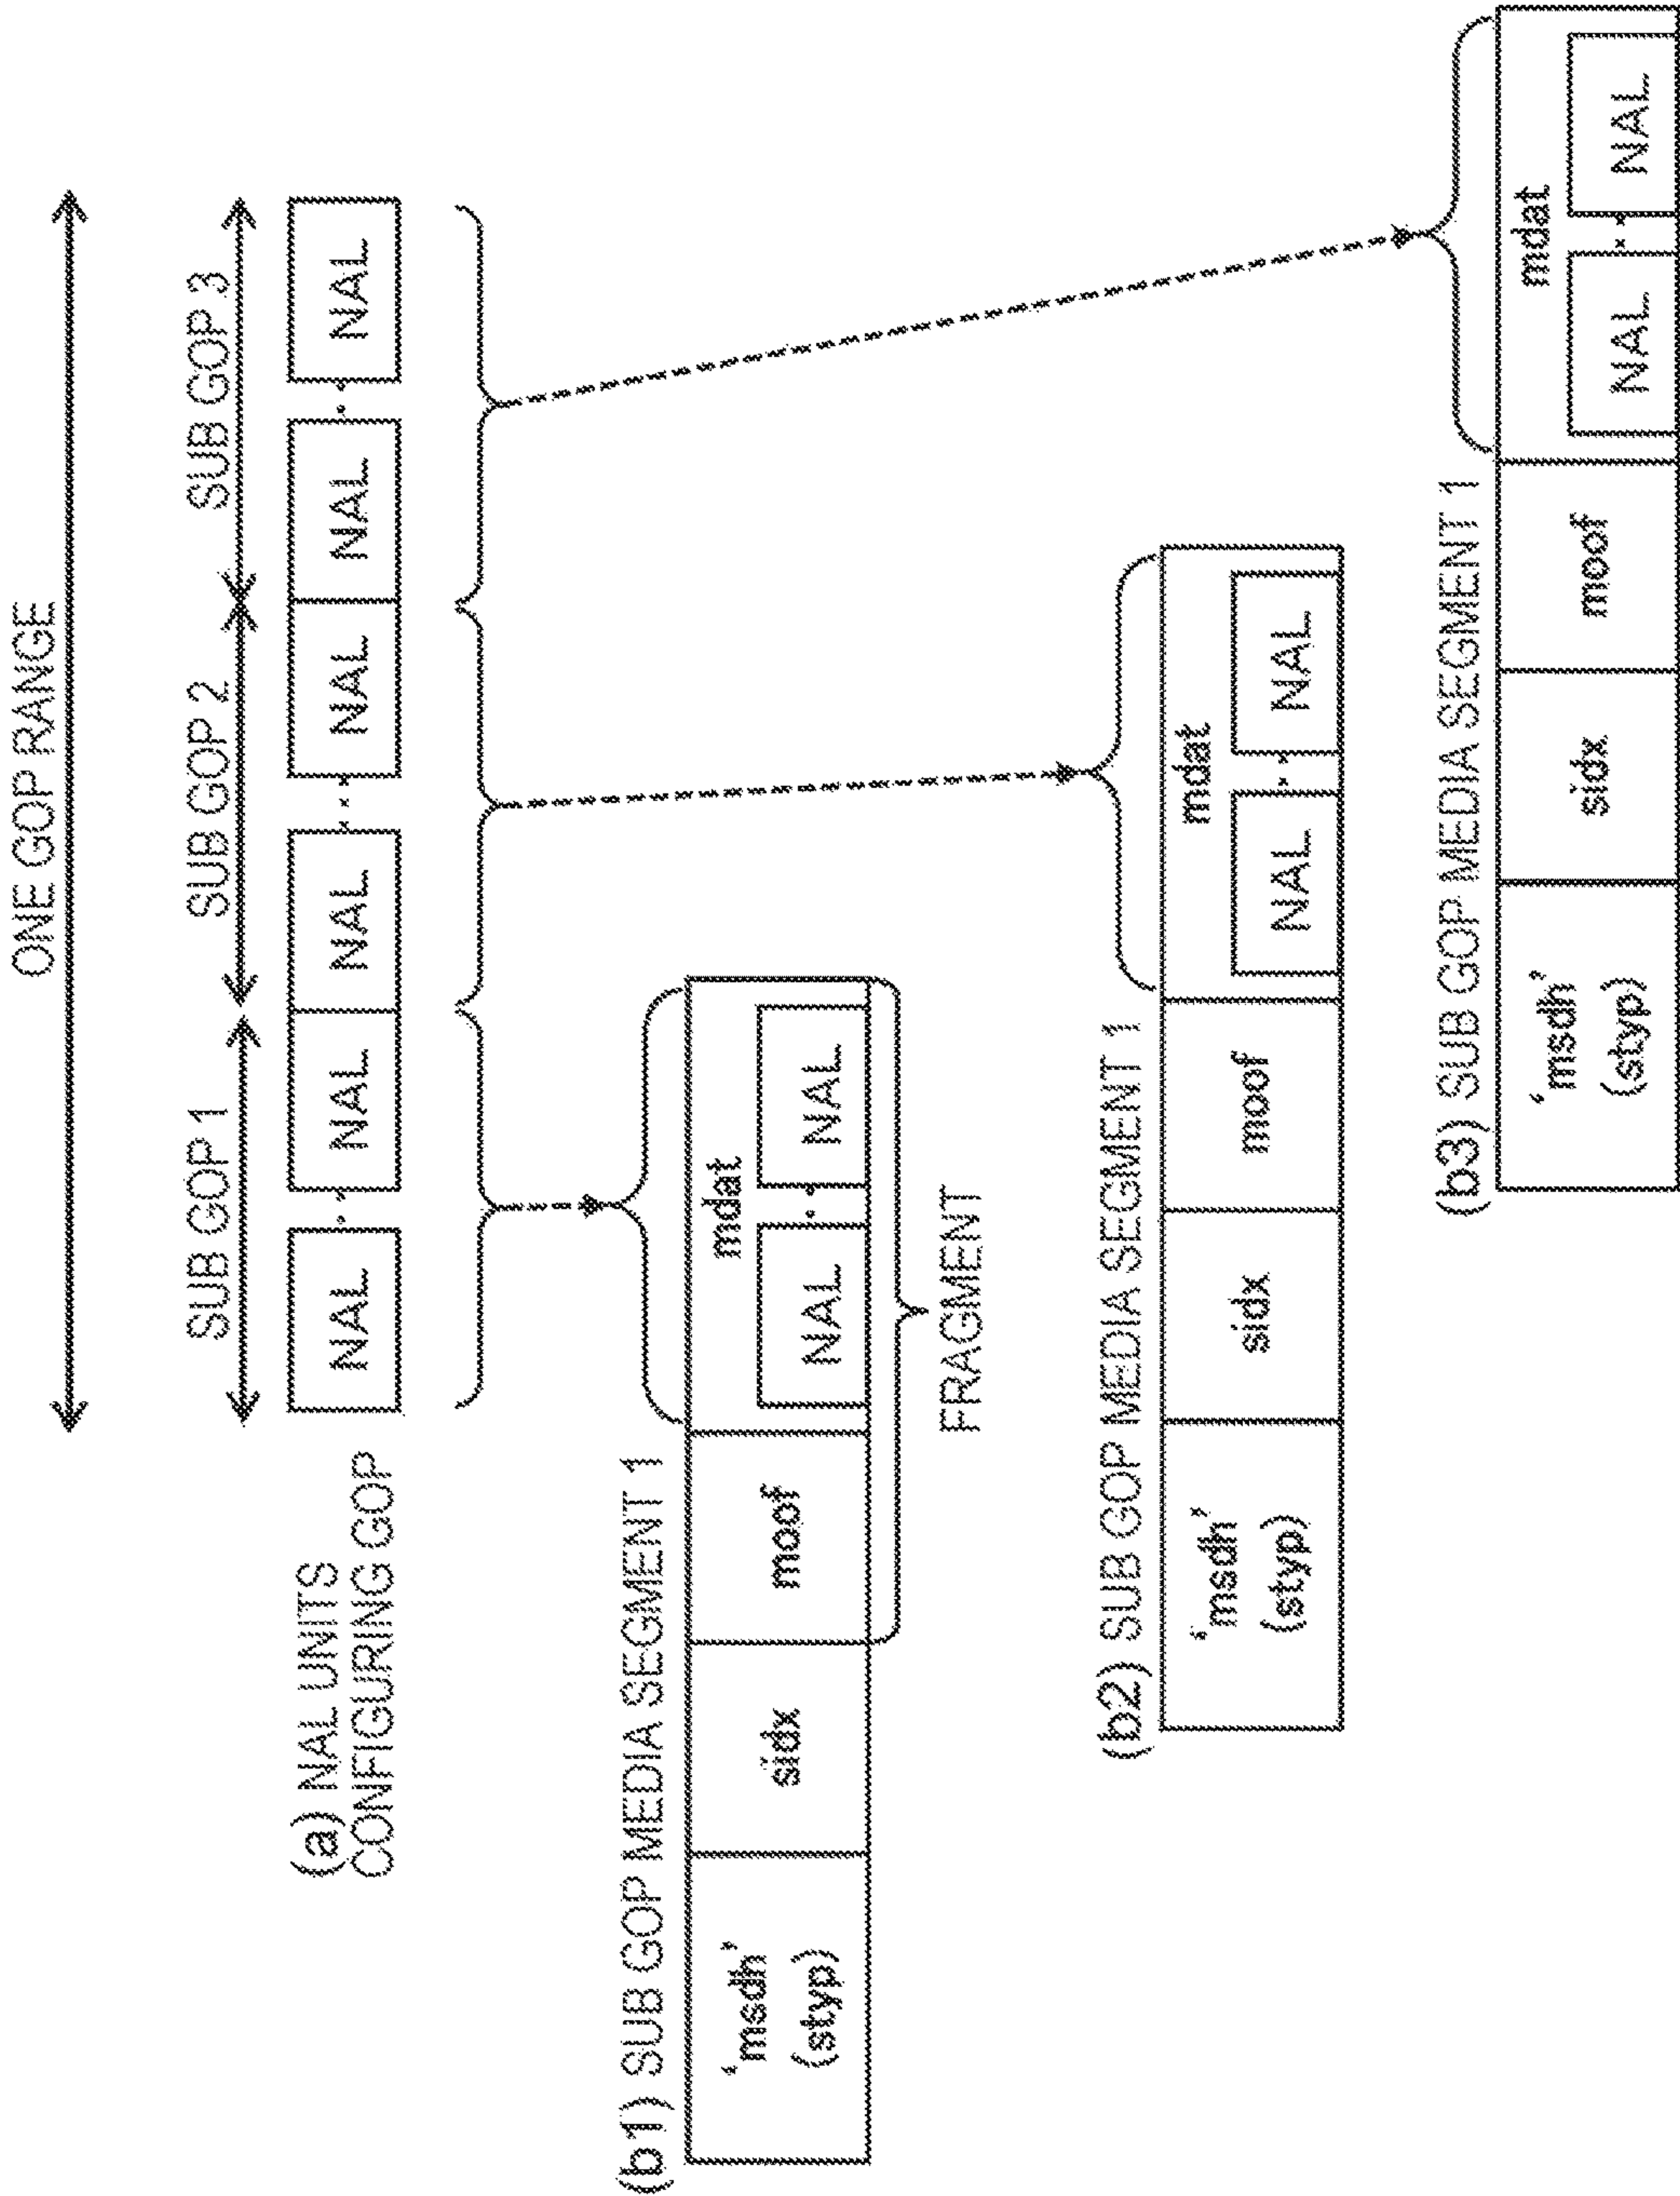 ONE GOP RANGE
SUB GOP 1
SUB GOP 2
SUB GOP 3
(a) NAL UNITS
CONFIGURING GOP
NAL
NAL
NAL
NAL
NAL
NAL
(b1) SUB GOP MEDIA SEGMENT 1
'msdh'
(styp)
sidx
moof
mdat
NAL
NAL
FRAGMENT
(b2) SUB GOP MEDIA SEGMENT 1
'msdh'
(styp)
sidx
moof
mdat
NAL
NAL
(b3) SUB GOP MEDIA SEGMENT 1
'msdh'
(styp)
sidx
moof
mdat
NAL
NAL